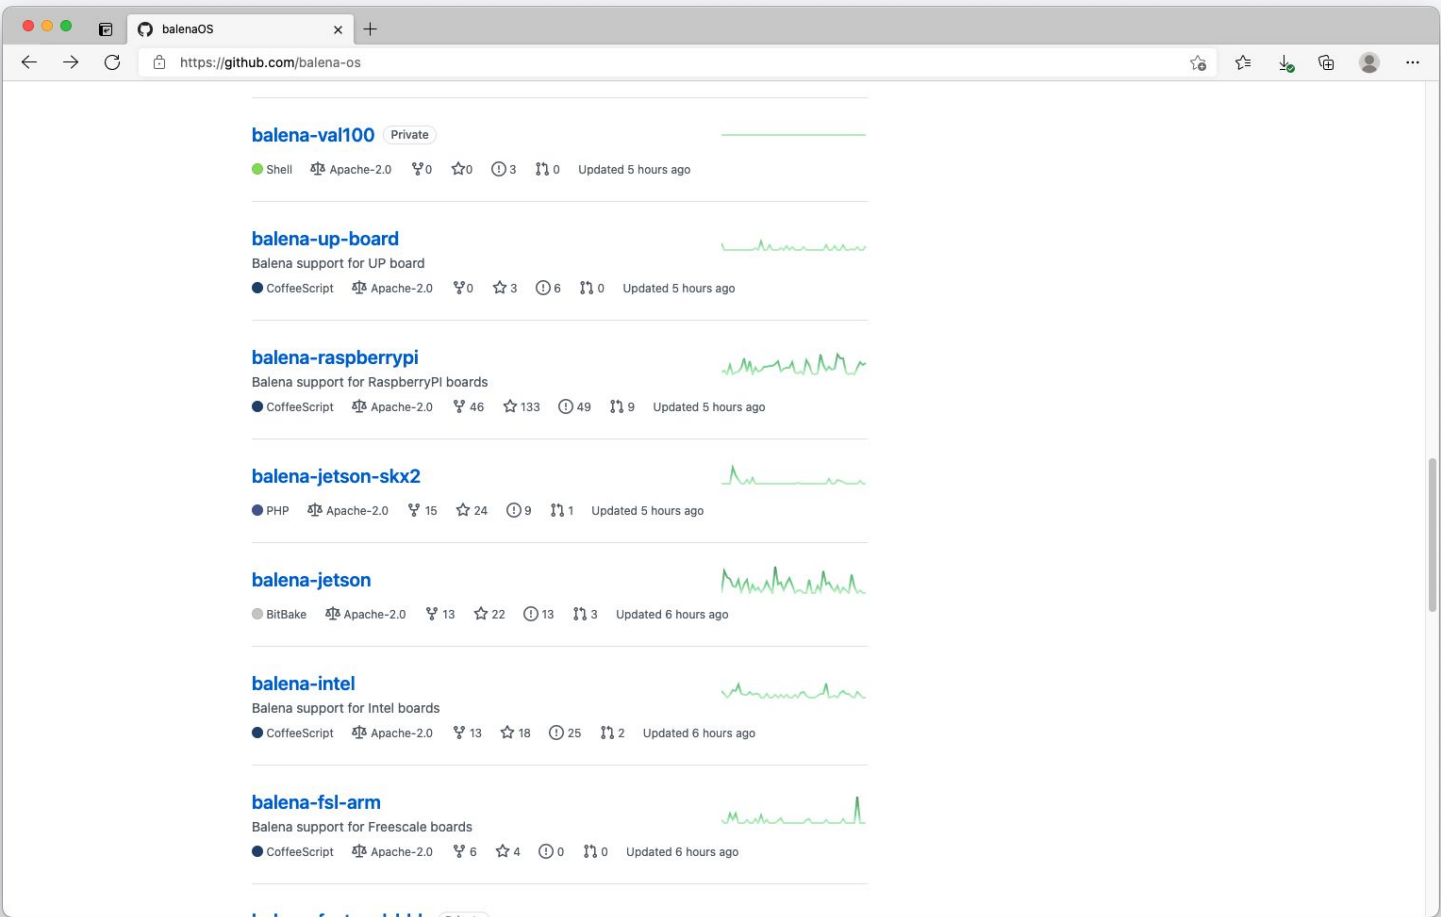 balenaOS
https://github.com/balena-os
balena-val100 Private
Shell Apache-2.0 0 0 3 0 Updated 5 hours ago
balena-up-board
Balena support for UP board
CoffeeScript Apache-2.0 0 3 6 0 Updated 5 hours ago
balena-raspberrypi
Balena support for RaspberryPI boards
CoffeeScript Apache-2.0 46 133 49 9 Updated 5 hours ago
balena-jetson-skx2
PHP Apache-2.0 15 24 9 1 Updated 5 hours ago
balena-jetson
BitBake Apache-2.0 13 22 13 3 Updated 6 hours ago
balena-intel
Balena support for Intel boards
CoffeeScript Apache-2.0 13 18 25 2 Updated 6 hours ago
balena-fsl-arm
Balena support for Freescale boards
CoffeeScript Apache-2.0 6 4 0 0 Updated 6 hours ago